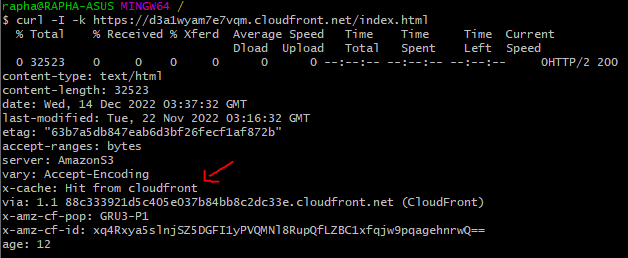 rapha@RAPHA-ASUS MINGW64 /
$ curl -I -k https://d3a1wyam7e7vqm.cloudfront.net/index.html
% Total % Received % Xferd Average Speed Time Time Time Current
Dload Upload Total Spent Left Speed
0 32523 0 0 0 0 0 0 --:--:-- --:--:-- --:--:-- 0HTTP/2 200
content-type: text/html
content-length: 32523
date: Wed, 14 Dec 2022 03:37:32 GMT
last-modified: Tue, 22 Nov 2022 03:16:32 GMT
etag: "63b7a5db847eab6d3bf26fecf1af872b"
accept-ranges: bytes
server: AmazonS3
vary: Accept-Encoding
x-cache: Hit from cloudfront
via: 1.1 88c333921d5c405e037b84bb8c2dc33e.cloudfront.net (CloudFront)
x-amz-cf-pop: GRU3-P1
x-amz-cf-id: xq4Rxya5slnjSZ5DGFI1yPVQMNl8RupQfLZBC1xfqjw9pqagehnrwQ==
age: 12